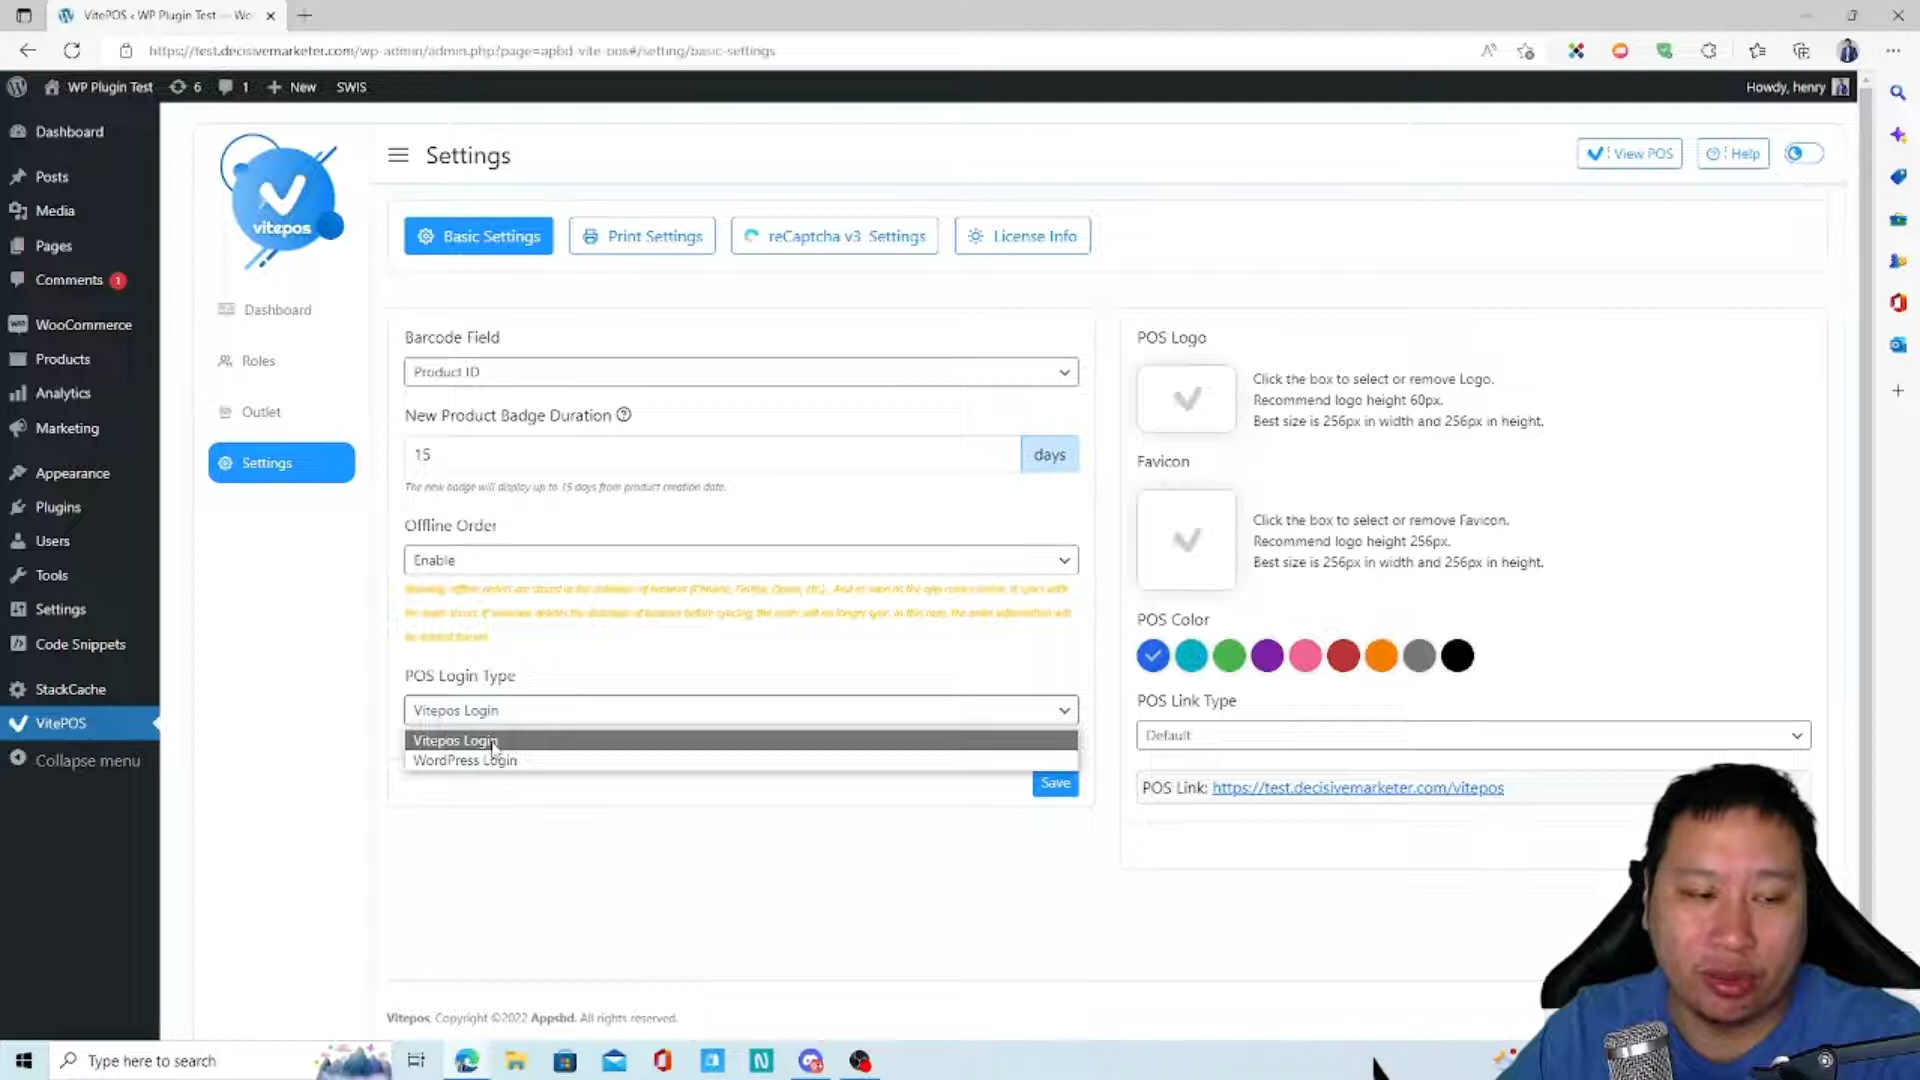 VitePOS ‹ WP Plugin Test — Wo
https://test.decisivemarketer.com/wp-admin/admin.php?page=apbd-vite-pos#/setting/basic-settings
WP Plugin Test
6
1
New
SWIS
Howdy, henry
Dashboard
Posts
Media
Pages
Comments 1
WooCommerce
Products
Analytics
Marketing
Appearance
Plugins
Users
Tools
Settings
Code Snippets
StackCache
VitePOS
Collapse menu
vitepos
Dashboard
Roles
Outlet
Settings
Settings
View POS
Help
Basic Settings
Print Settings
reCaptcha v3 Settings
License Info
Barcode Field
Product ID
New Product Badge Duration
15
days
The new badge will display up to 15 days from product creation date.
Offline Order
Enable
POS Login Type
Vitepos Login
Vitepos Login
WordPress Login
Save
POS Logo
Click the box to select or remove Logo.
Recommend logo height 60px.
Best size is 256px in width and 256px in height.
Favicon
Click the box to select or remove Favicon.
Recommend logo height 256px.
Best size is 256px in width and 256px in height.
POS Color
POS Link Type
Default
POS Link: https://test.decisivemarketer.com/vitepos
Vitepos, Copyright ©2022 Appsbd. All rights reserved.
Type here to search